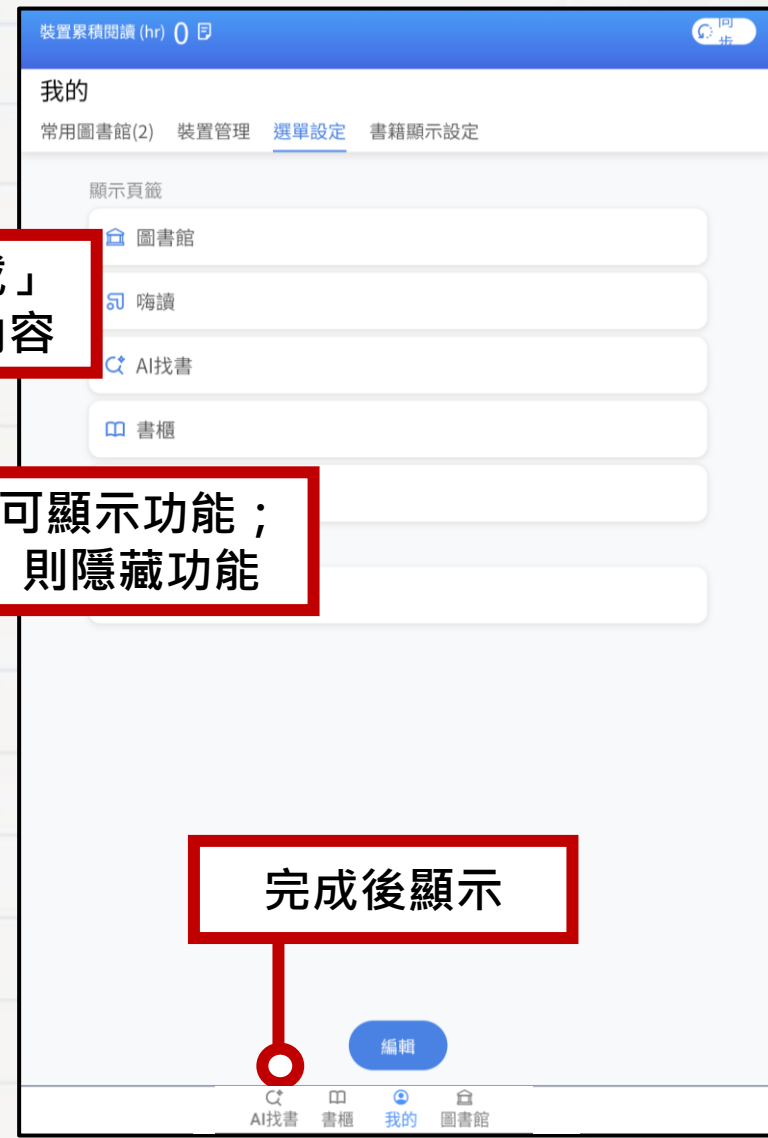 裝置累積閱讀 (hr) 0
同步
我的
常用圖書館(2) 裝置管理 選單設定 書籍顯示設定
顯示頁籤
圖書館
」
容
嗨讀
AI找書
書櫃
可顯示功能；
則隱藏功能
完成後顯示
編輯
AI找書 書櫃 我的 圖書館